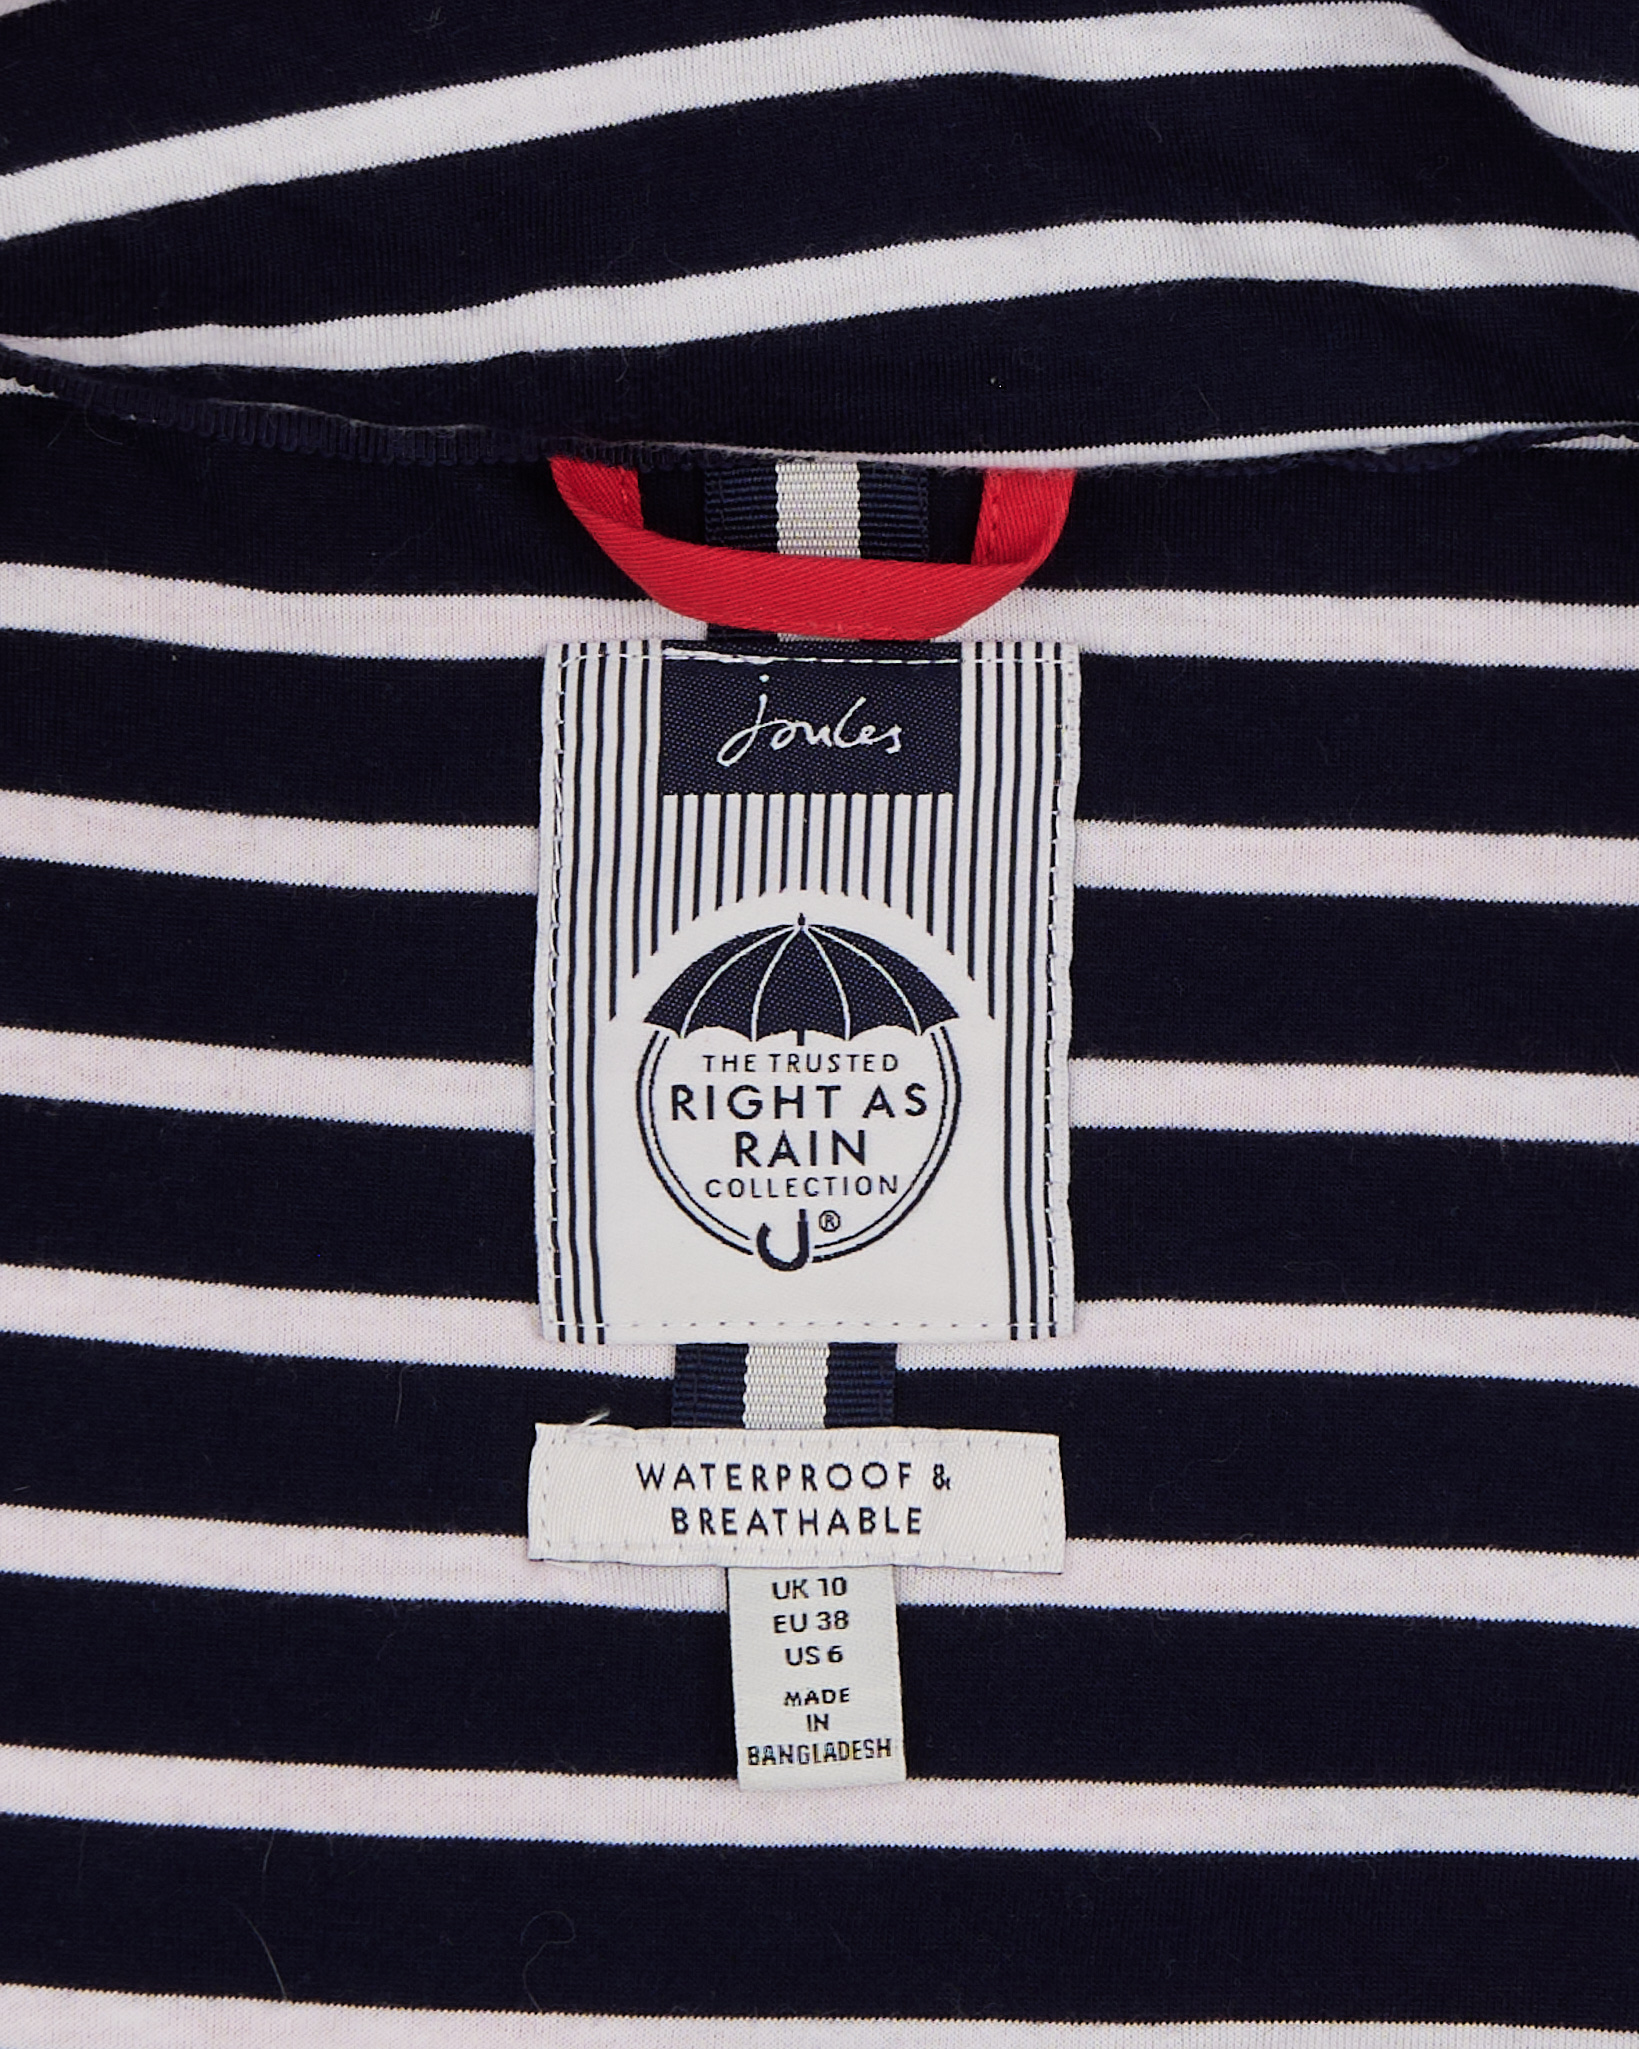 joules
THE TRUSTED
RIGHT AS
RAIN
COLLECTION
®
WATERPROOF &
BREATHABLE
UK 10
EU 38
US 6
MADE
IN
BANGLADESH